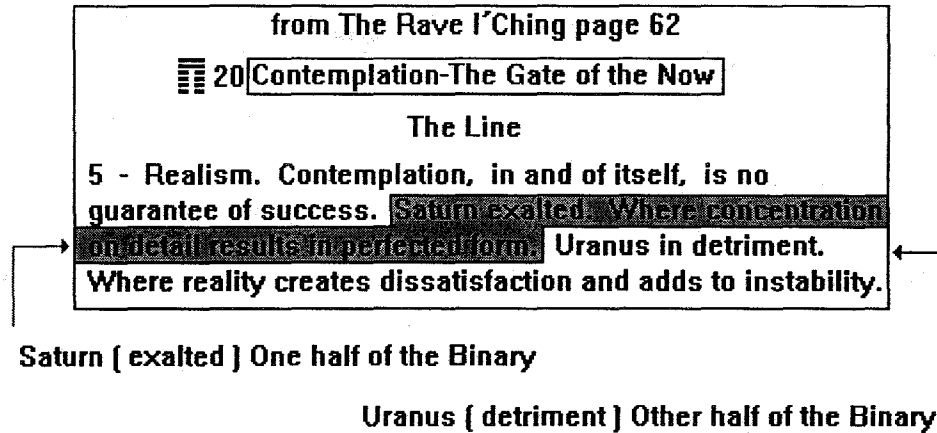 from The Rave I´Ching page 62
20 Contemplation-The Gate of the Now
The Line
5 - Realism. Contemplation, in and of itself, is no
guarantee of success. Saturn exalted. Where concentration
on detail results in perfected form. Uranus in detriment.
Where reality creates dissatisfaction and adds to instability.
Saturn ( exalted ) One half of the Binary
Uranus ( detriment ) Other half of the Binary